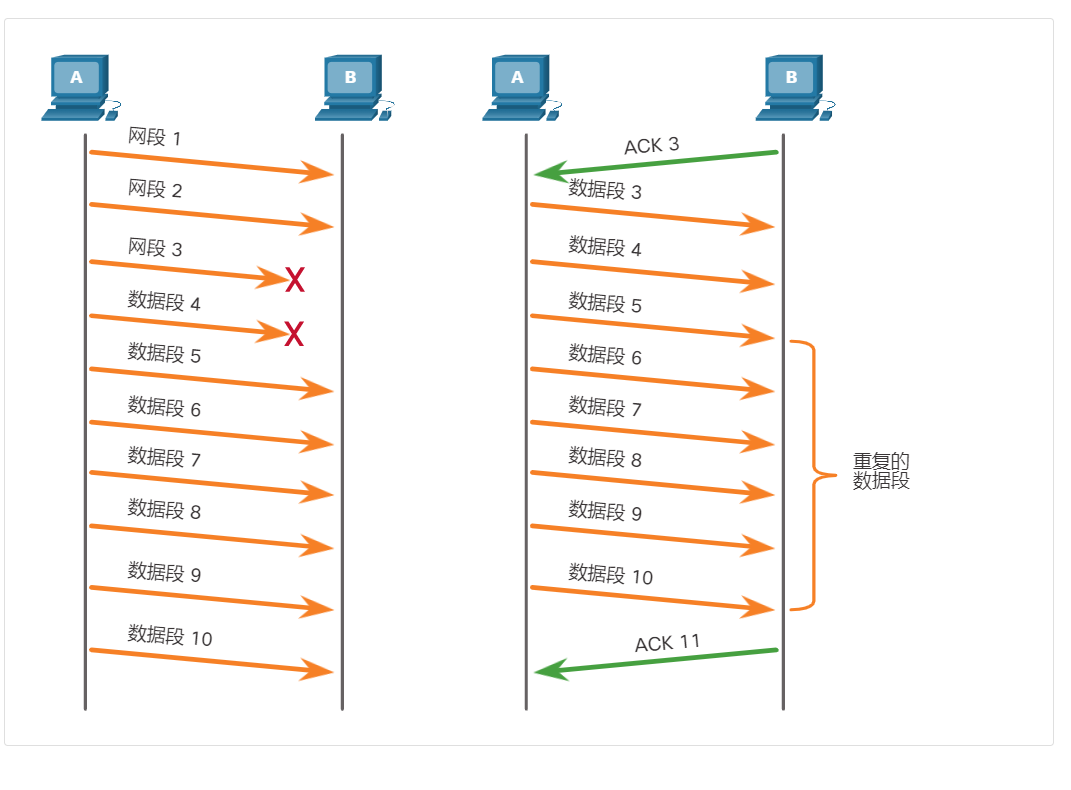 A
B
网段 1
网段 2
网段 3
X
数据段 4
X
数据段 5
数据段 6
数据段 7
数据段 8
数据段 9
数据段 10
A
B
ACK 3
数据段 3
数据段 4
数据段 5
数据段 6
数据段 7
数据段 8
数据段 9
数据段 10
ACK 11
重复的
数据段